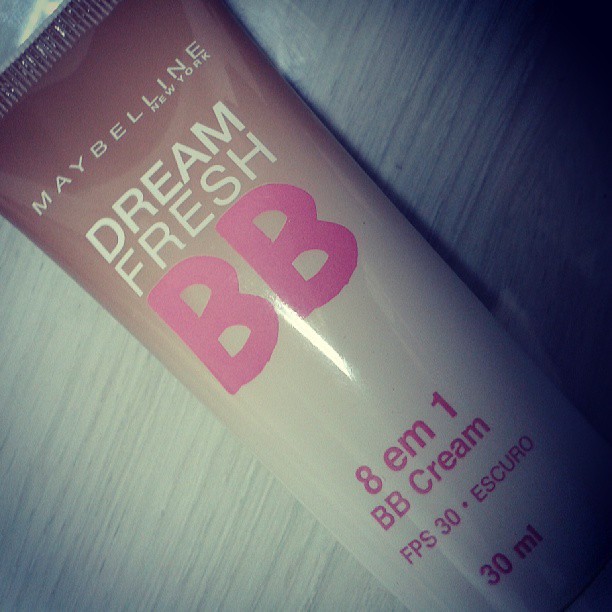 MAYBELLINE
NEW YORK
DREAM
FRESH
BB
8 em 1
BB Cream
FPS 30 • ESCURO
30 ml